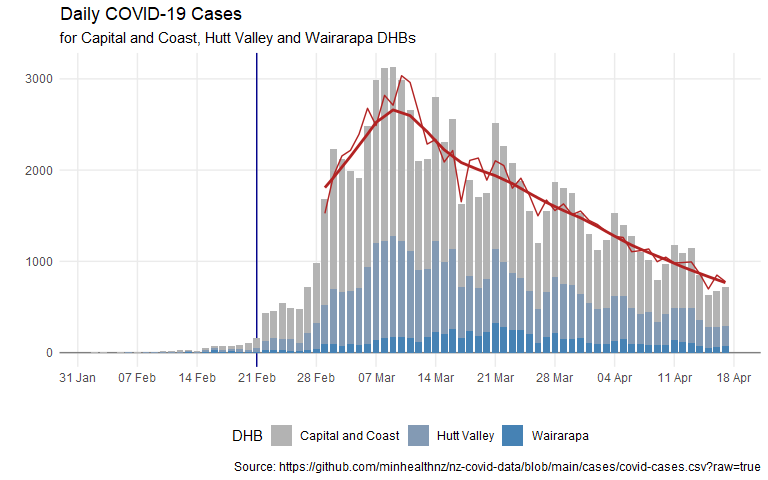 Daily COVID-19 Cases
for Capital and Coast, Hutt Valley and Wairarapa DHBs
3000
2000
1000
0
31 Jan 07 Feb 14 Feb 21 Feb 28 Feb 07 Mar 14 Mar 21 Mar 28 Mar 04 Apr 11 Apr 18 Apr
DHB Capital and Coast Hutt Valley Wairarapa
Source: https://github.com/minhealthnz/nz-covid-data/blob/main/cases/covid-cases.csv?raw=true